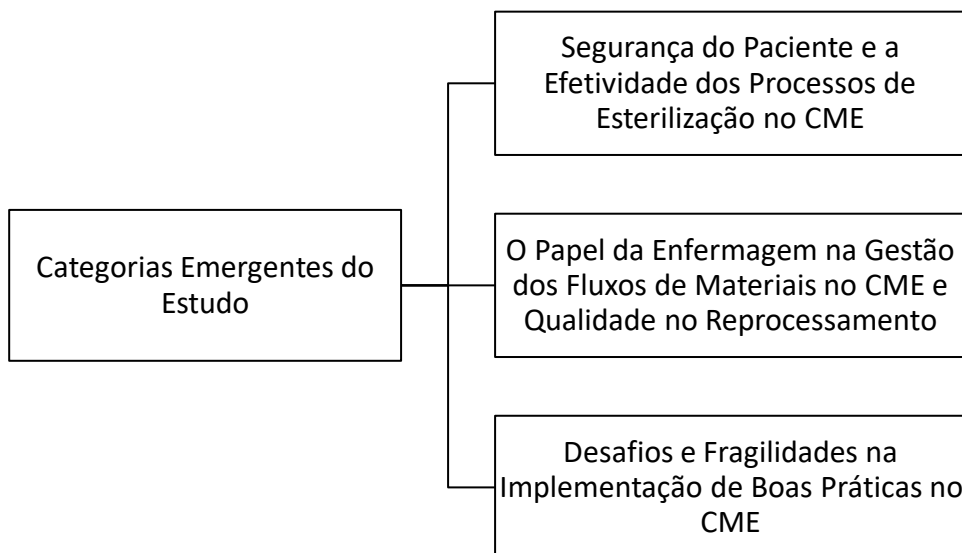 Segurança do Paciente e a
Efetividade dos Processos de
Esterilização no CME
Categorias Emergentes do
Estudo
O Papel da Enfermagem na Gestão
dos Fluxos de Materiais no CME e
Qualidade no Reprocessamento
Desafios e Fragilidades na
Implementação de Boas Práticas no
CME